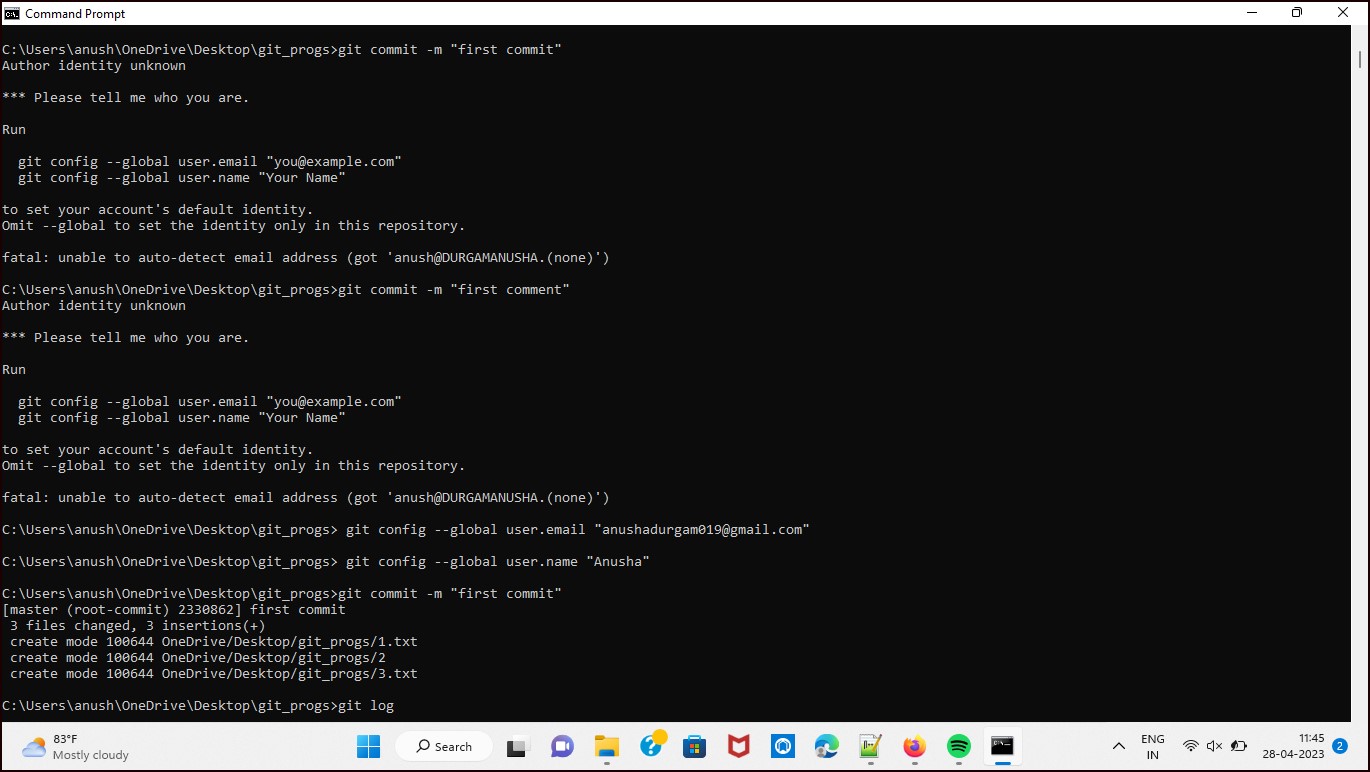 Command Prompt
C:\Users\anush\OneDrive\Desktop\git_progs>git commit -m "first commit"
Author identity unknown
*** Please tell me who you are.
Run
git config --global user.email "you@example.com"
git config --global user.name "Your Name"
to set your account's default identity.
Omit --global to set the identity only in this repository.
fatal: unable to auto-detect email address (got 'anush@DURGAMANUSHA.(none)')
C:\Users\anush\OneDrive\Desktop\git_progs>git commit -m "first comment"
Author identity unknown
*** Please tell me who you are.
Run
git config --global user.email "you@example.com"
git config --global user.name "Your Name"
to set your account's default identity.
Omit --global to set the identity only in this repository.
fatal: unable to auto-detect email address (got 'anush@DURGAMANUSHA.(none)')
C:\Users\anush\OneDrive\Desktop\git_progs> git config --global user.email "anushadurgam019@gmail.com"
C:\Users\anush\OneDrive\Desktop\git_progs> git config --global user.name "Anusha"
C:\Users\anush\OneDrive\Desktop\git_progs>git commit -m "first commit"
[master (root-commit) 2330862] first commit
3 files changed, 3 insertions(+)
create mode 100644 OneDrive/Desktop/git_progs/1.txt
create mode 100644 OneDrive/Desktop/git_progs/2
create mode 100644 OneDrive/Desktop/git_progs/3.txt
C:\Users\anush\OneDrive\Desktop\git_progs>git log
83°F
Mostly cloudy
Search
ENG
IN
11:45
28-04-2023
2